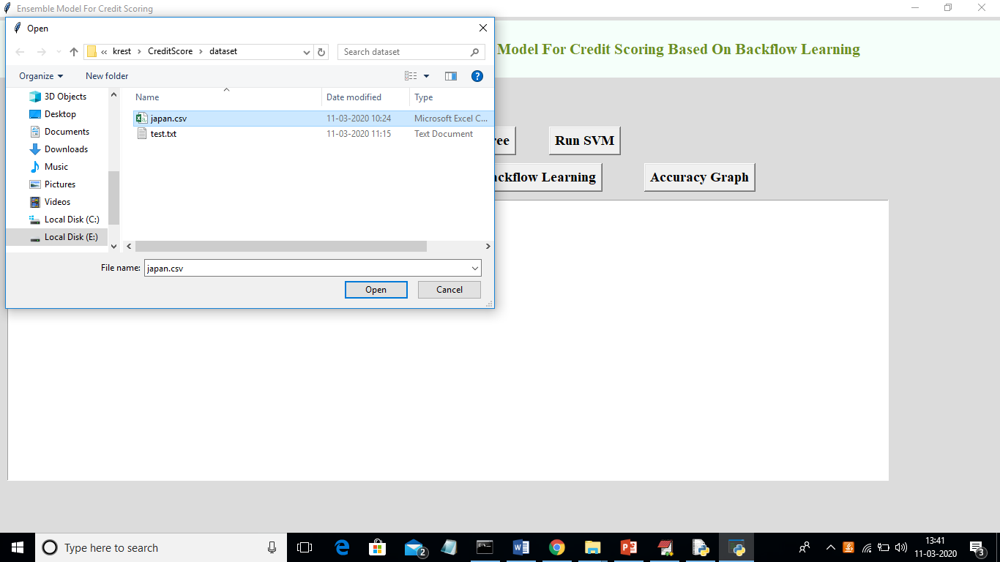 Ensemble Model For Credit Scoring
Open
« krest › CreditScore › dataset
Search dataset
Model For Credit Scoring Based On Backflow Learning
Organize
New folder
?
Name
Date modified
Type
3D Objects
Desktop
Documents
Downloads
Music
Pictures
Videos
Local Disk (C:)
Local Disk (E:)
japan.csv 11-03-2020 10:24 Microsoft Excel C...
test.txt 11-03-2020 11:15 Text Document
ree
Run SVM
ackflow Learning
Accuracy Graph
File name: japan.csv
Open
Cancel
Type here to search
2
13:41
11-03-2020
3